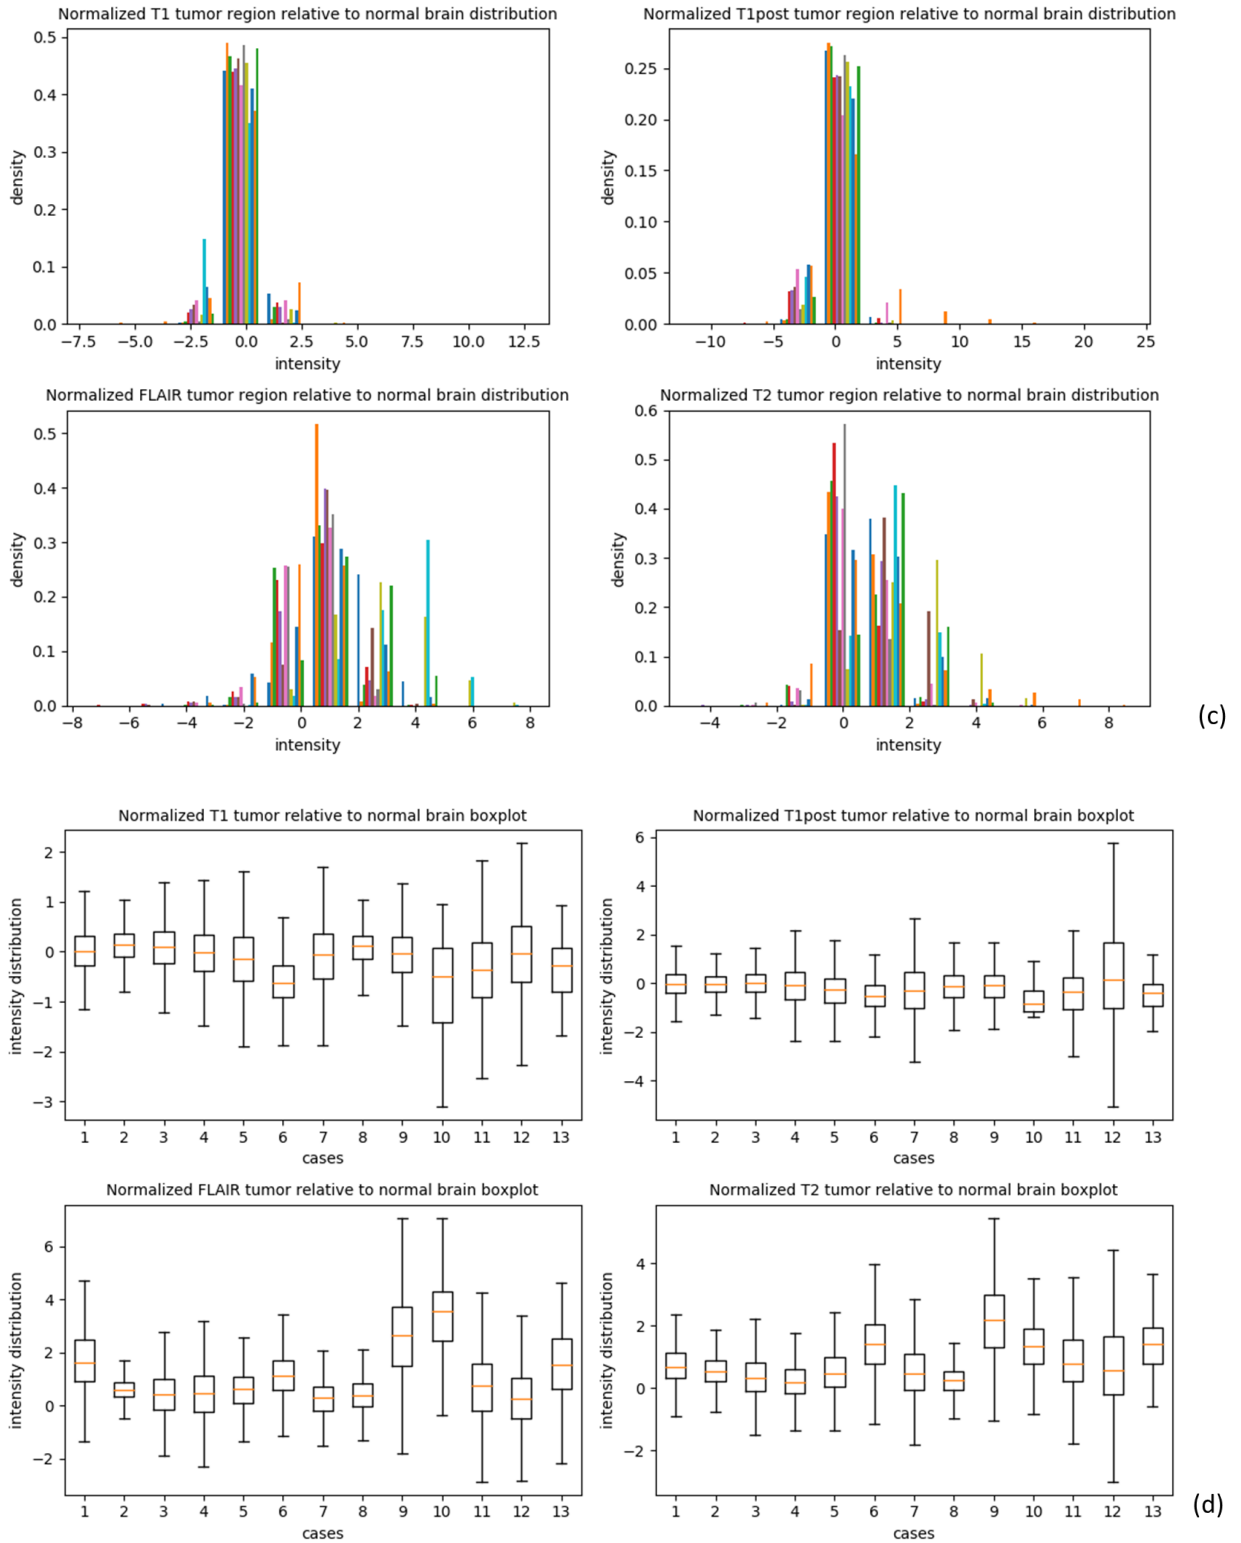 Normalized T1 tumor region relative to normal brain distribution
0.5
0.4
0.3
0.2
0.1
0.0
density
−7.5 −5.0 −2.5 0.0 2.5 5.0 7.5 10.0 12.5
intensity
Normalized T1post tumor region relative to normal brain distribution
0.25
0.20
0.15
0.10
0.05
0.00
density
−10 −5 0 5 10 15 20 25
intensity
Normalized FLAIR tumor region relative to normal brain distribution
0.5
0.4
0.3
0.2
0.1
0.0
density
−8 −6 −4 −2 0 2 4 6 8
intensity
Normalized T2 tumor region relative to normal brain distribution
0.6
0.5
0.4
0.3
0.2
0.1
0.0
density
−4 −2 0 2 4 6 8
intensity
(c)
Normalized T1 tumor relative to normal brain boxplot
2
1
0
−1
−2
−3
intensity distribution
1 2 3 4 5 6 7 8 9 10 11 12 13
cases
Normalized T1post tumor relative to normal brain boxplot
6
4
2
0
−2
−4
intensity distribution
1 2 3 4 5 6 7 8 9 10 11 12 13
cases
Normalized FLAIR tumor relative to normal brain boxplot
6
4
2
0
−2
intensity distribution
1 2 3 4 5 6 7 8 9 10 11 12 13
cases
Normalized T2 tumor relative to normal brain boxplot
4
2
0
−2
intensity distribution
1 2 3 4 5 6 7 8 9 10 11 12 13
cases
(d)